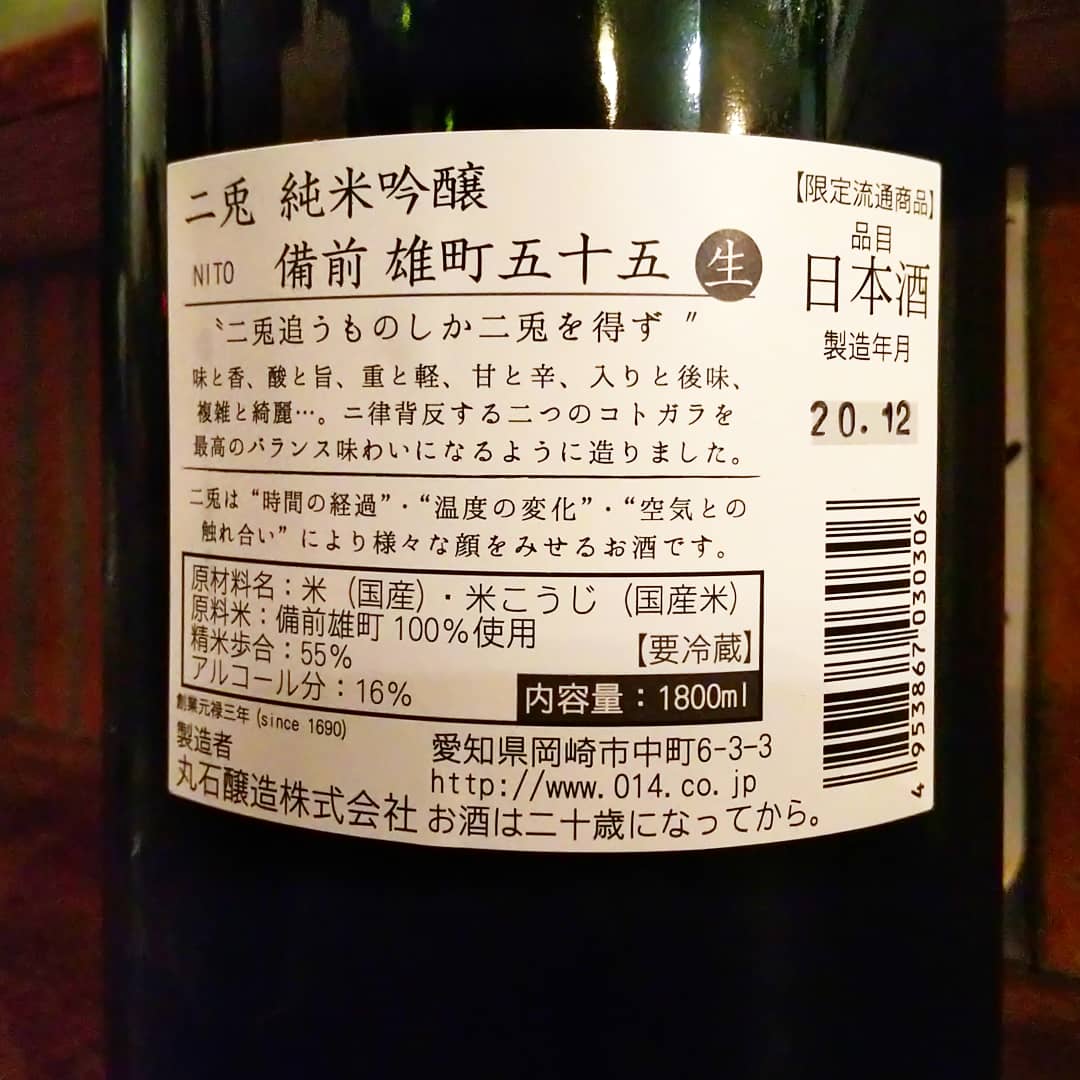 二兎 純米吟醸
NITO 備前 雄町五十五 生
〝二兎追うものしか二兎を得ず〟
味と香、酸と旨、重と軽、甘と辛、入りと後味、
複雑と綺麗…。二律背反する二つのコトガラを
最高のバランス味わいになるように造りました。
二兎は“時間の経過”・“温度の変化”・“空気との
触れ合い”により様々な顔をみせるお酒です。
原材料名：米（国産）・米こうじ（国産米）
原料米：備前雄町100%使用
精米歩合：55%
【要冷蔵】
アルコール分：16%
内容量：1800ml
創業元禄三年 (since 1690)
製造者
丸石醸造株式会社
愛知県岡崎市中町6-3-3
http://www.014.co.jp
お酒は二十歳になってから。
【限定流通商品】
品目
日本酒
製造年月
20.12
4 953867 030306